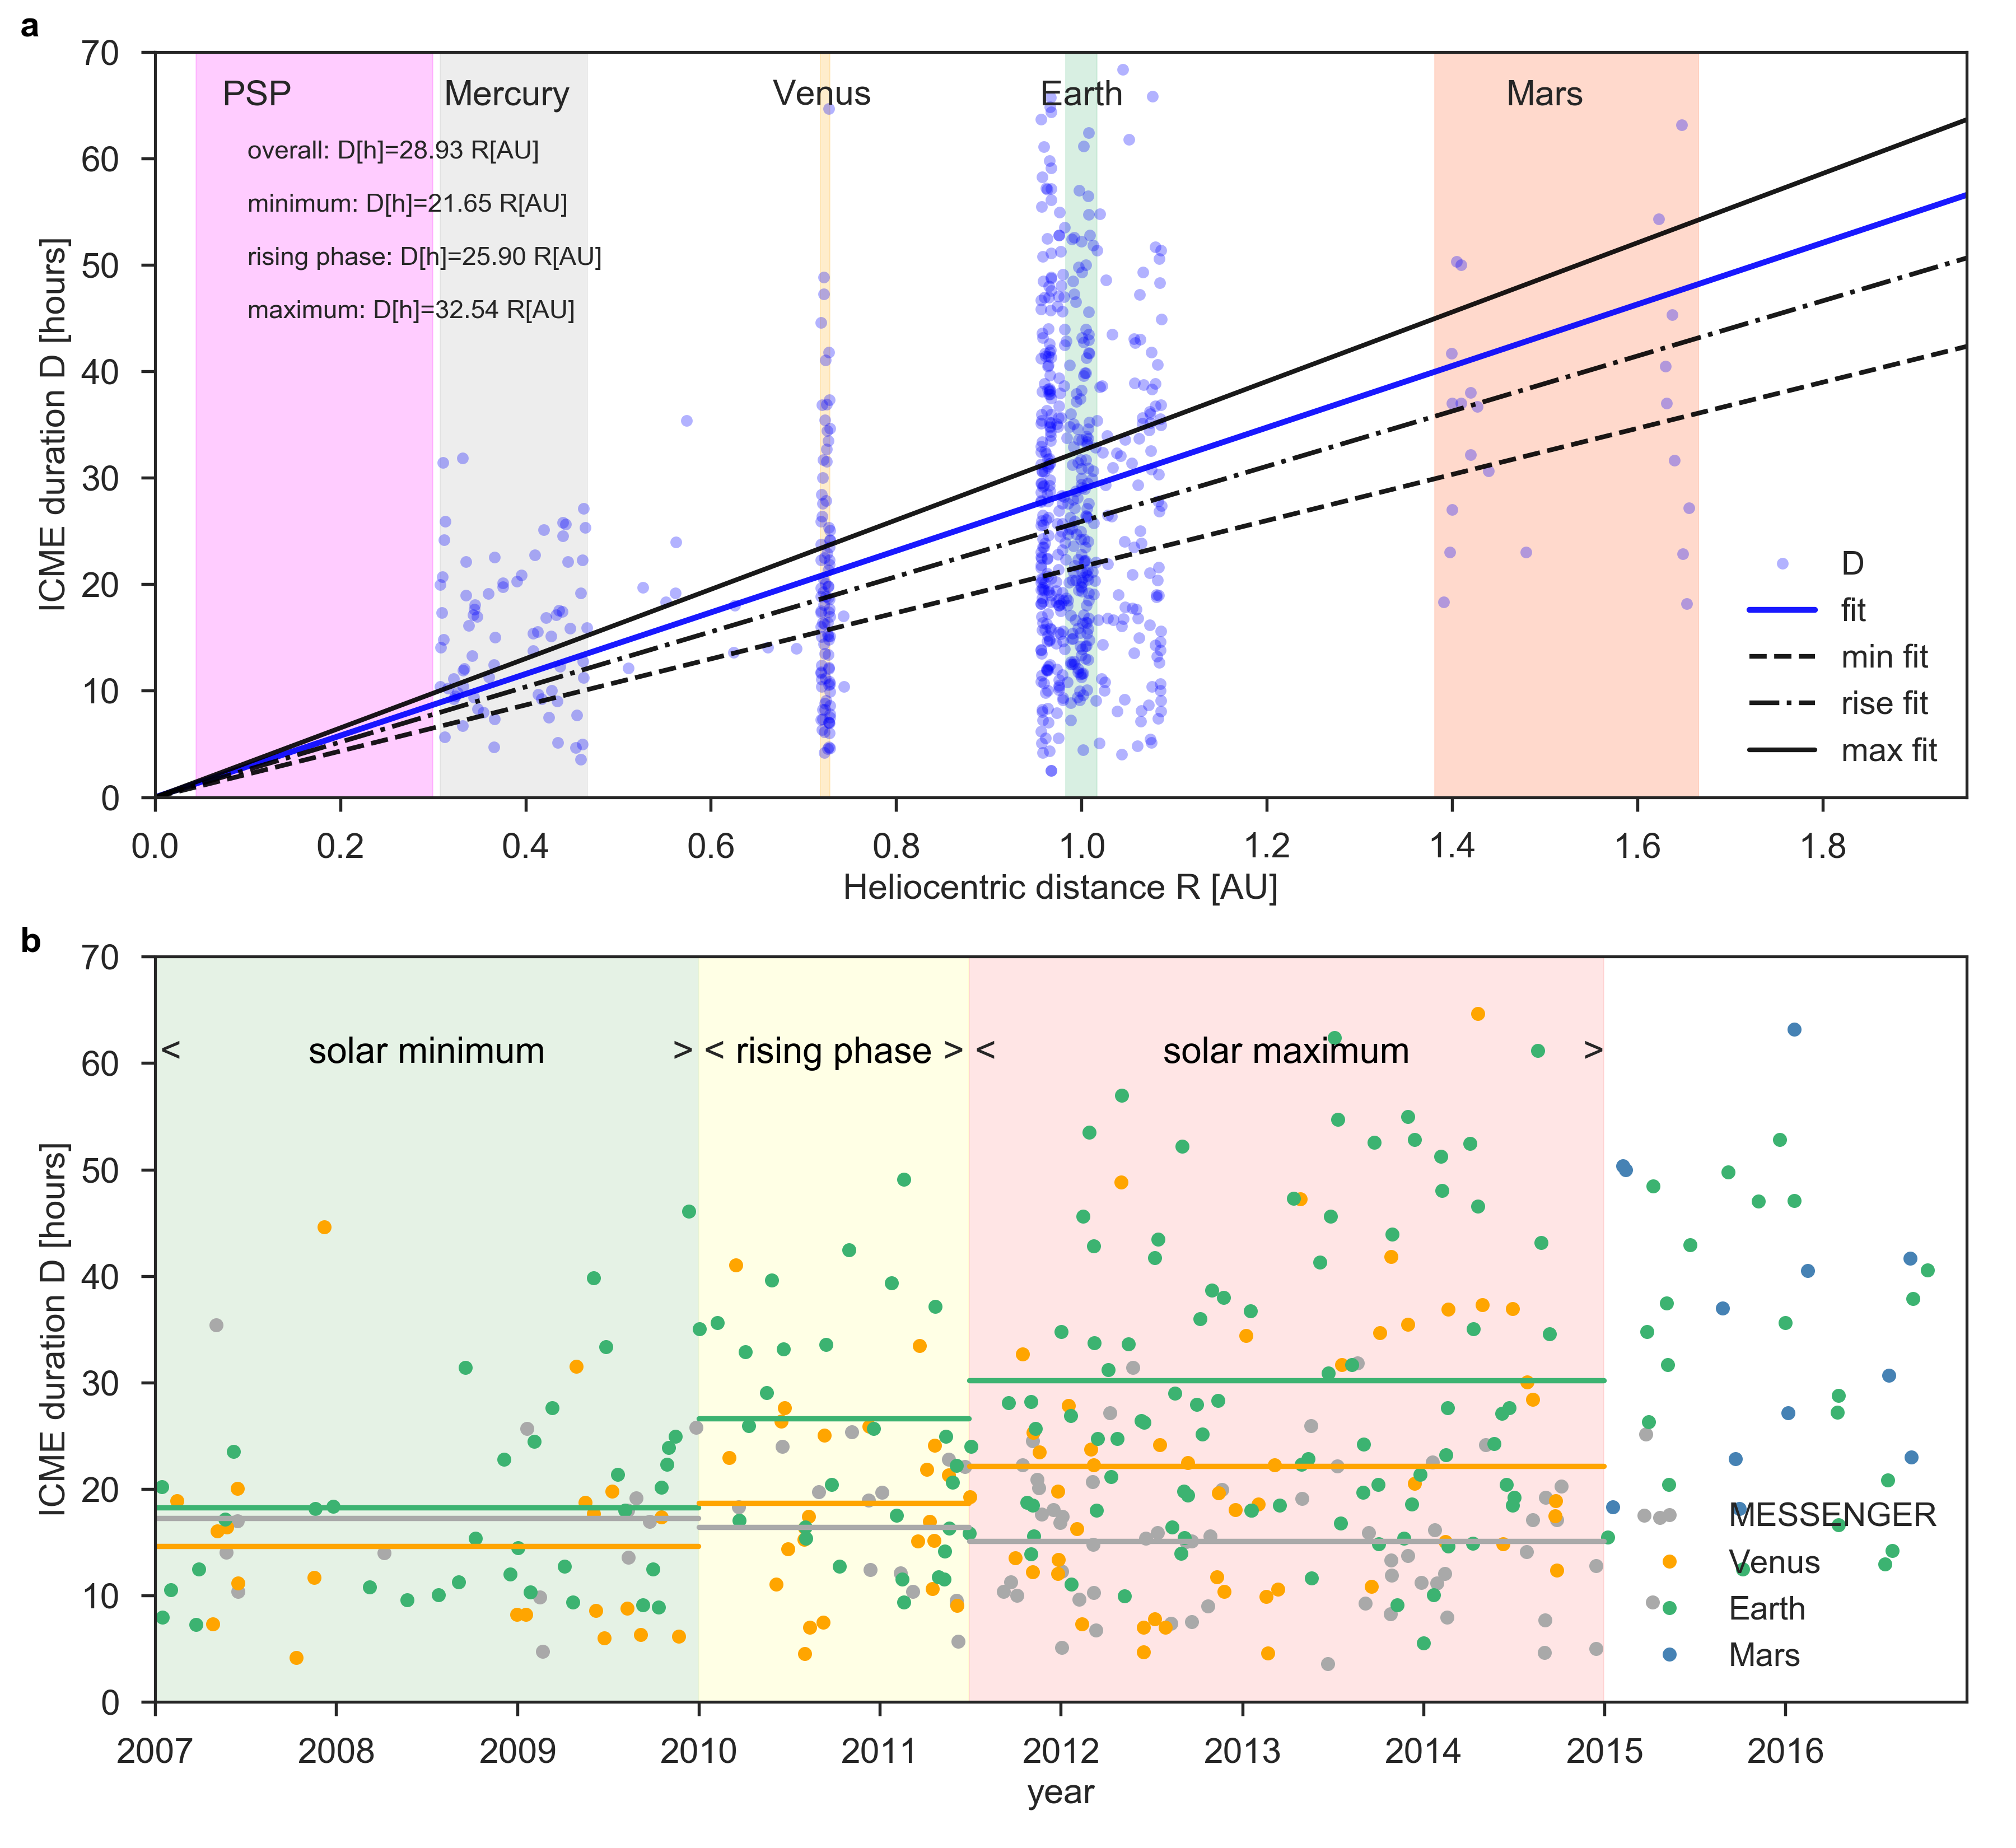 a
70
60
50
40
30
20
10
0
ICME duration D [hours]
PSP
Mercury
Venus
Earth
Mars
overall: D[h]=28.93 R[AU]
minimum: D[h]=21.65 R[AU]
rising phase: D[h]=25.90 R[AU]
maximum: D[h]=32.54 R[AU]
D
fit
min fit
rise fit
max fit
0.0 0.2 0.4 0.6 0.8 1.0 1.2 1.4 1.6 1.8
Heliocentric distance R [AU]
b
70
60
50
40
30
20
10
0
ICME duration D [hours]
< solar minimum > < rising phase > < solar maximum >
MESSENGER
Venus
Earth
Mars
2007 2008 2009 2010 2011 2012 2013 2014 2015 2016
year